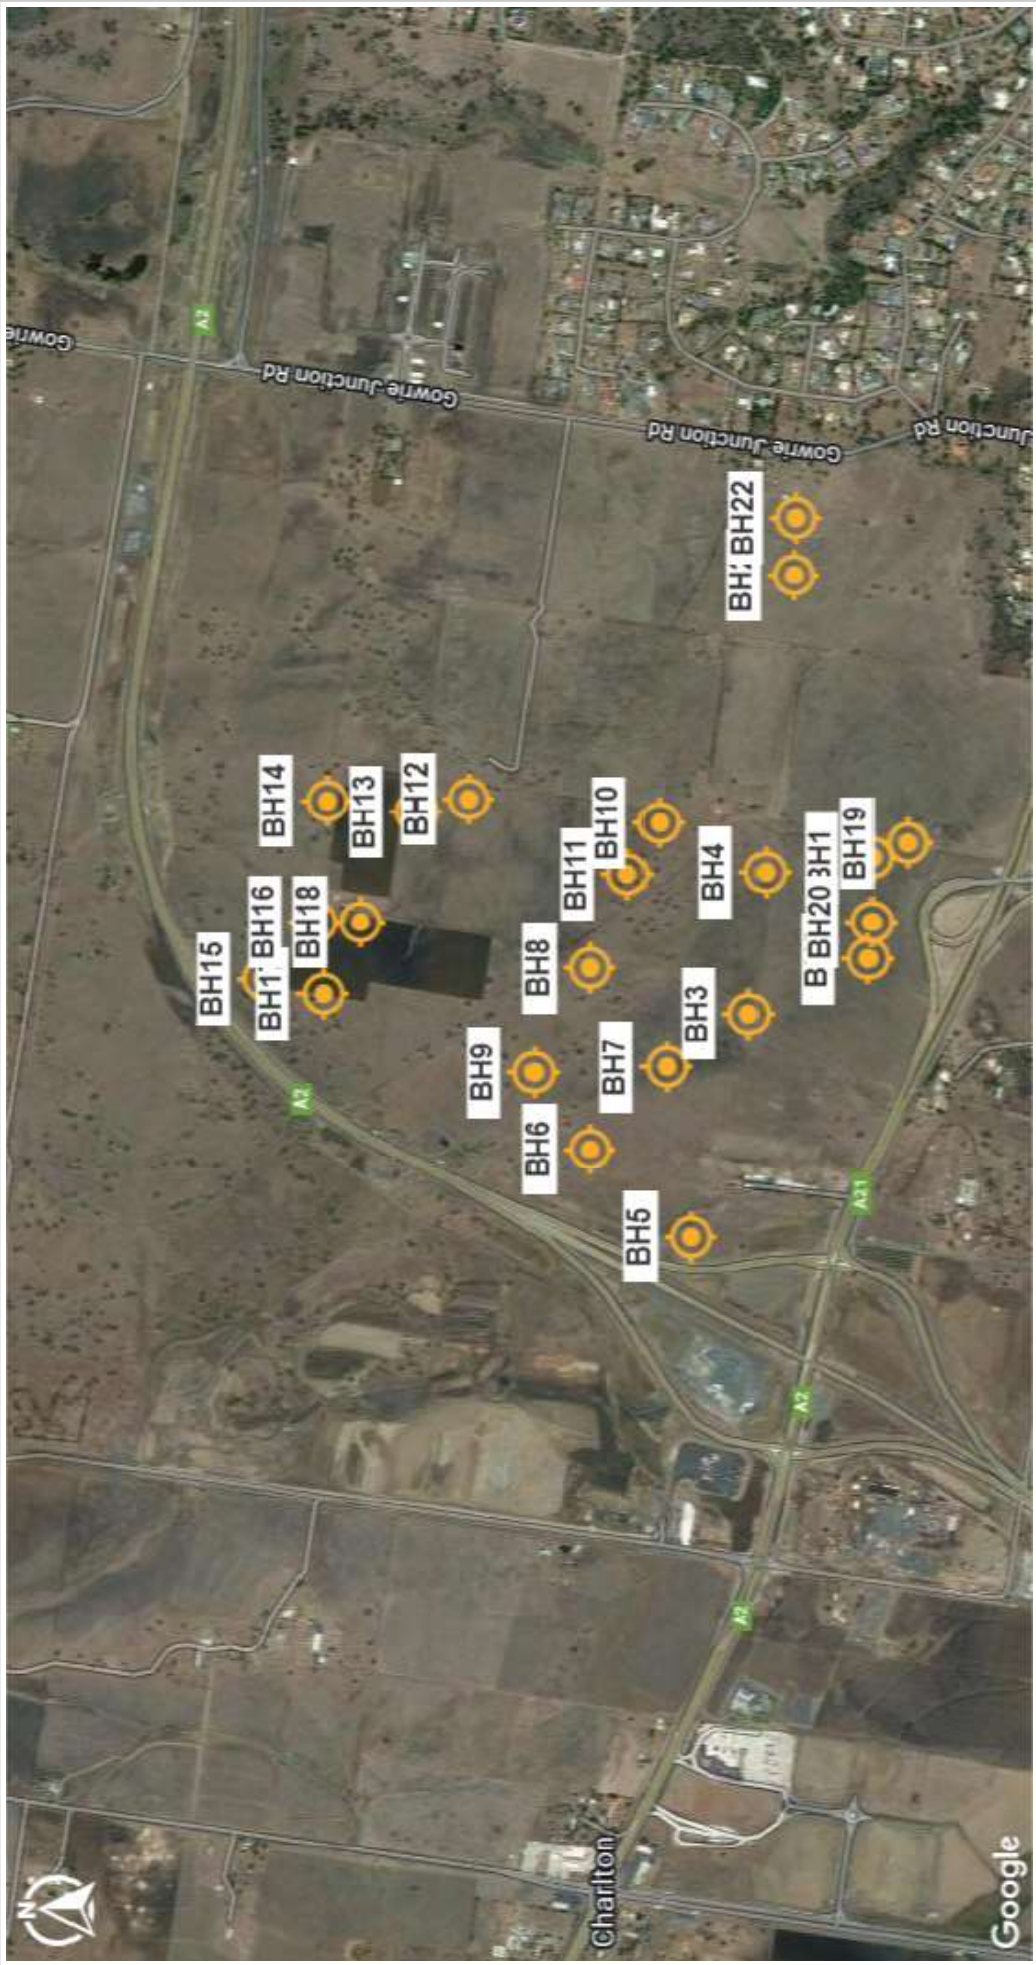 N
Gowrie
A2
Gowrie Junction Rd
Gowrie Junction Rd
Junction Rd
BH22
BH14
BH13
BH12
BH10
BH11
BH4
BH1
BH19
BH20
BH16
BH18
BH15
BH8
BH3
BH7
BH9
BH6
BH5
A2
A21
A2
A2
Charlton
Google